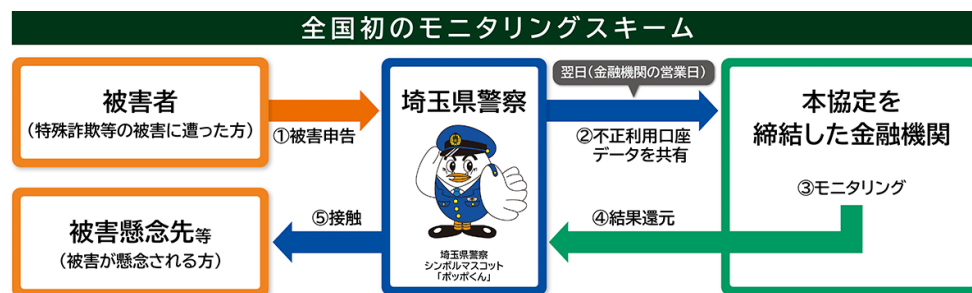 全国初のモニタリングスキーム
被害者
（特殊詐欺等の被害に遭った方）
①被害申告
埼玉県警察
翌日（金融機関の営業日）
②不正利用口座
データを共有
本協定を
締結した金融機関
③モニタリング
④結果還元
⑤接触
被害懸念先等
（被害が懸念される方）
埼玉県警察
シンボルマスコット
「ポッポくん」